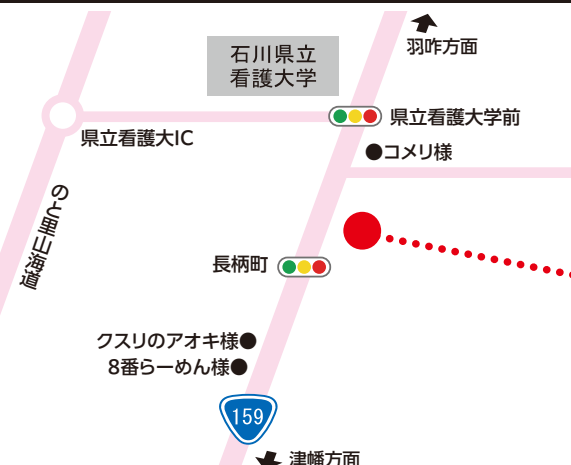 羽咋方面
石川県立
看護大学
県立看護大学前
県立看護大IC
●コメリ様
のと里山海道
長柄町
クスリのアオキ様●
8番らーめん様●
159
津幡方面